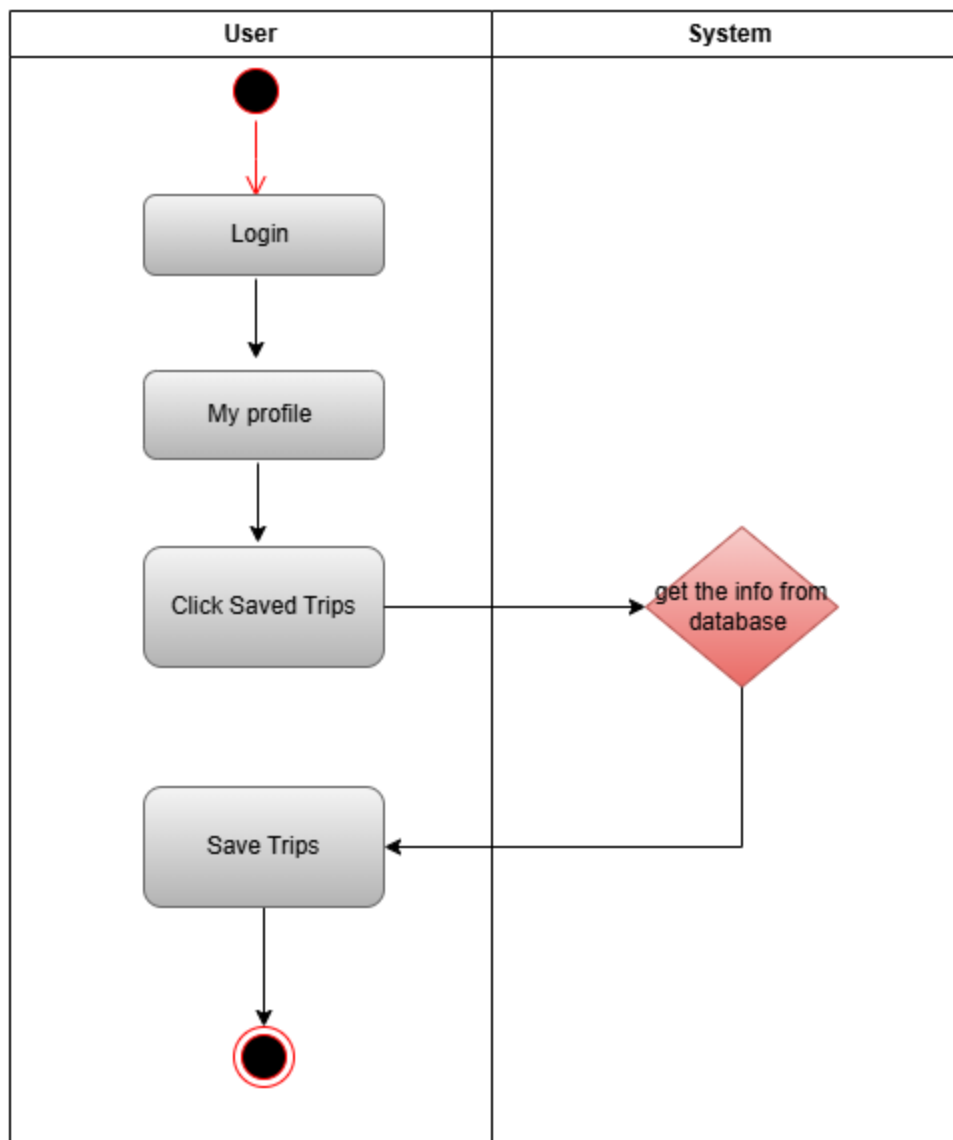 User
System
Login
My profile
Click Saved Trips
get the info from
database
Save Trips